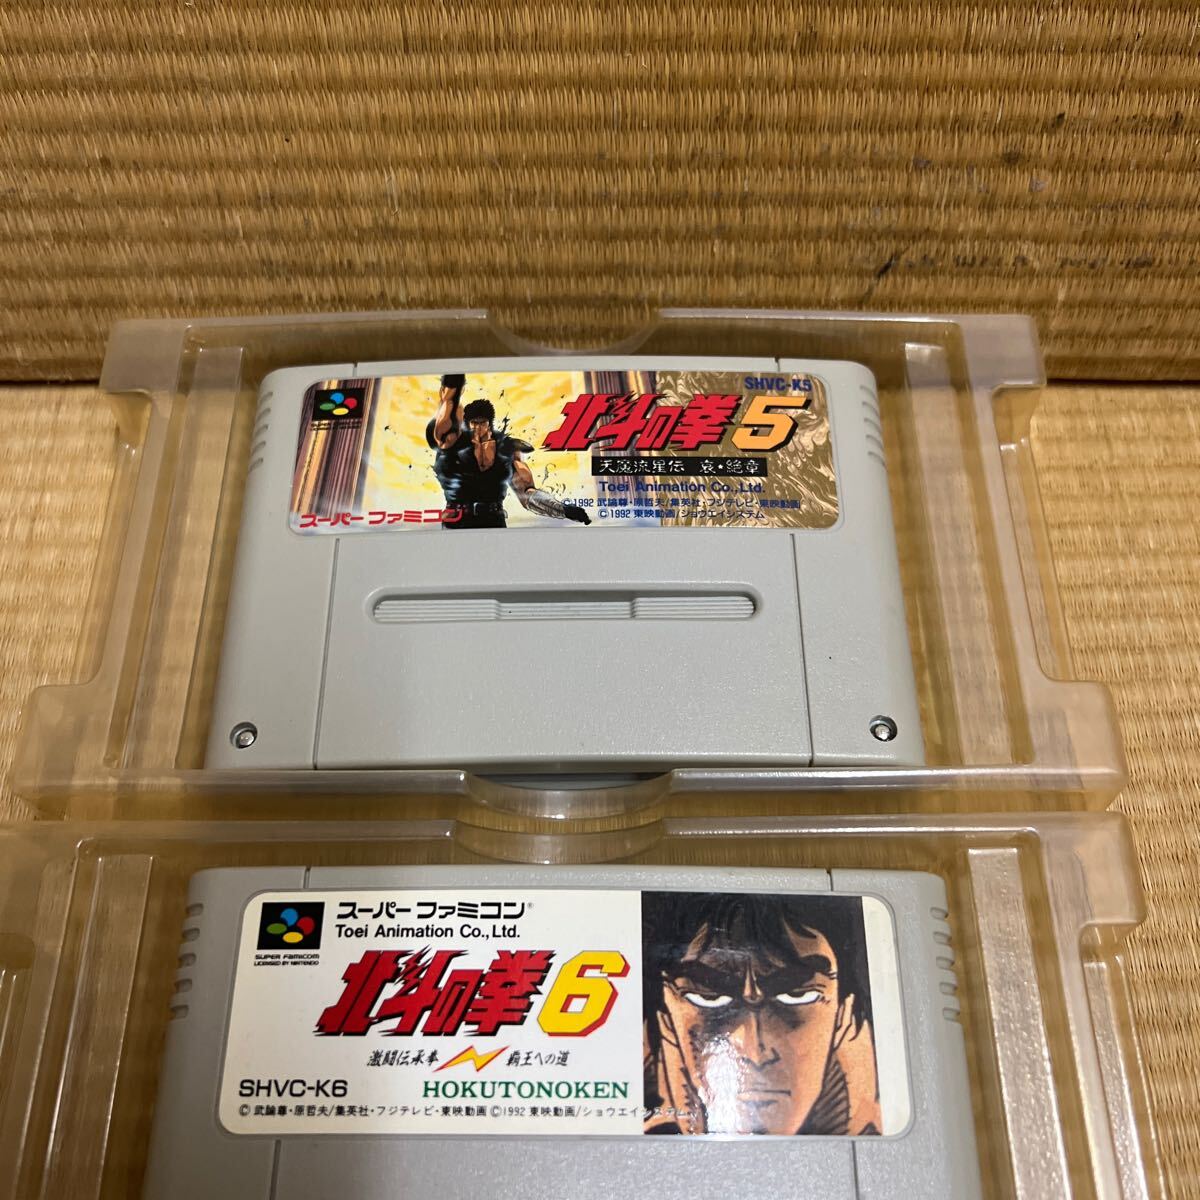 SHVC-K5
北斗の拳5
天魔流星伝 哀★絶章
Toei Animation Co.,Ltd.
©1992 武論尊・原哲夫/集英社・フジテレビ・東映動画
©1992 東映動画/ショウエイシステム
スーパーファミコン
スーパーファミコン®
Toei Animation Co.,Ltd.
SUPER FAMICOM
LICENSED BY NINTENDO
北斗の拳6
激闘伝承拳 覇王への道
SHVC-K6
HOKUTONOKEN
© 武論尊・原哲夫/集英社・フジテレビ・東映動画 ©1992 東映動画/ショウエイシステム